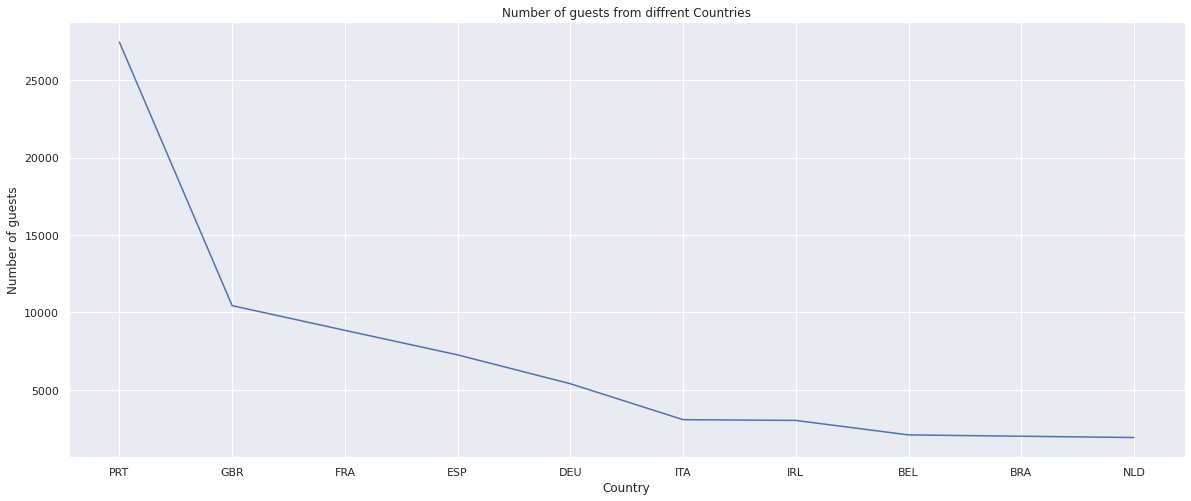 Number of guests from diffrent Countries
Number of guests
25000
20000
15000
10000
5000
PRT GBR FRA ESP DEU ITA IRL BEL BRA NLD
Country